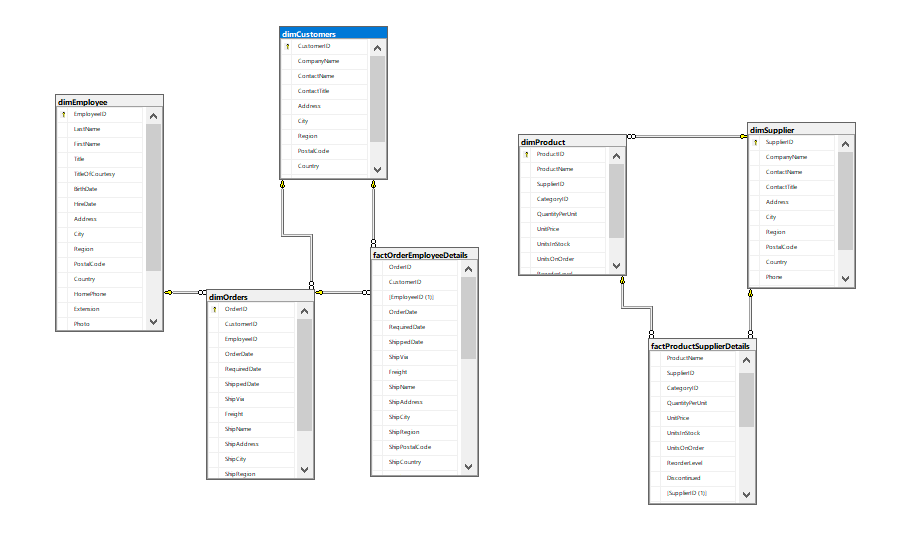 dimCustomers
CustomerID
CompanyName
ContactName
ContactTitle
Address
City
Region
PostalCode
Country
dimEmployee
EmployeeID
LastName
FirstName
Title
TitleOfCourtesy
BirthDate
HireDate
Address
City
Region
PostalCode
Country
HomePhone
Extension
Photo
dimOrders
OrderID
CustomerID
EmployeeID
OrderDate
RequiredDate
ShippedDate
ShipVia
Freight
ShipName
ShipAddress
ShipCity
ShipRegion
factOrderEmployeeDetails
OrderID
CustomerID
[EmployeeID (1)]
OrderDate
RequiredDate
ShippedDate
ShipVia
Freight
ShipName
ShipAddress
ShipCity
ShipRegion
ShipPostalCode
ShipCountry
dimProduct
ProductID
ProductName
SupplierID
CategoryID
QuantityPerUnit
UnitPrice
UnitsInStock
UnitsOnOrder
ReorderLevel
dimSupplier
SupplierID
CompanyName
ContactName
ContactTitle
Address
City
Region
PostalCode
Country
Phone
factProductSupplierDetails
ProductName
SupplierID
CategoryID
QuantityPerUnit
UnitPrice
UnitsInStock
UnitsOnOrder
ReorderLevel
Discontinued
[SupplierID (1)]